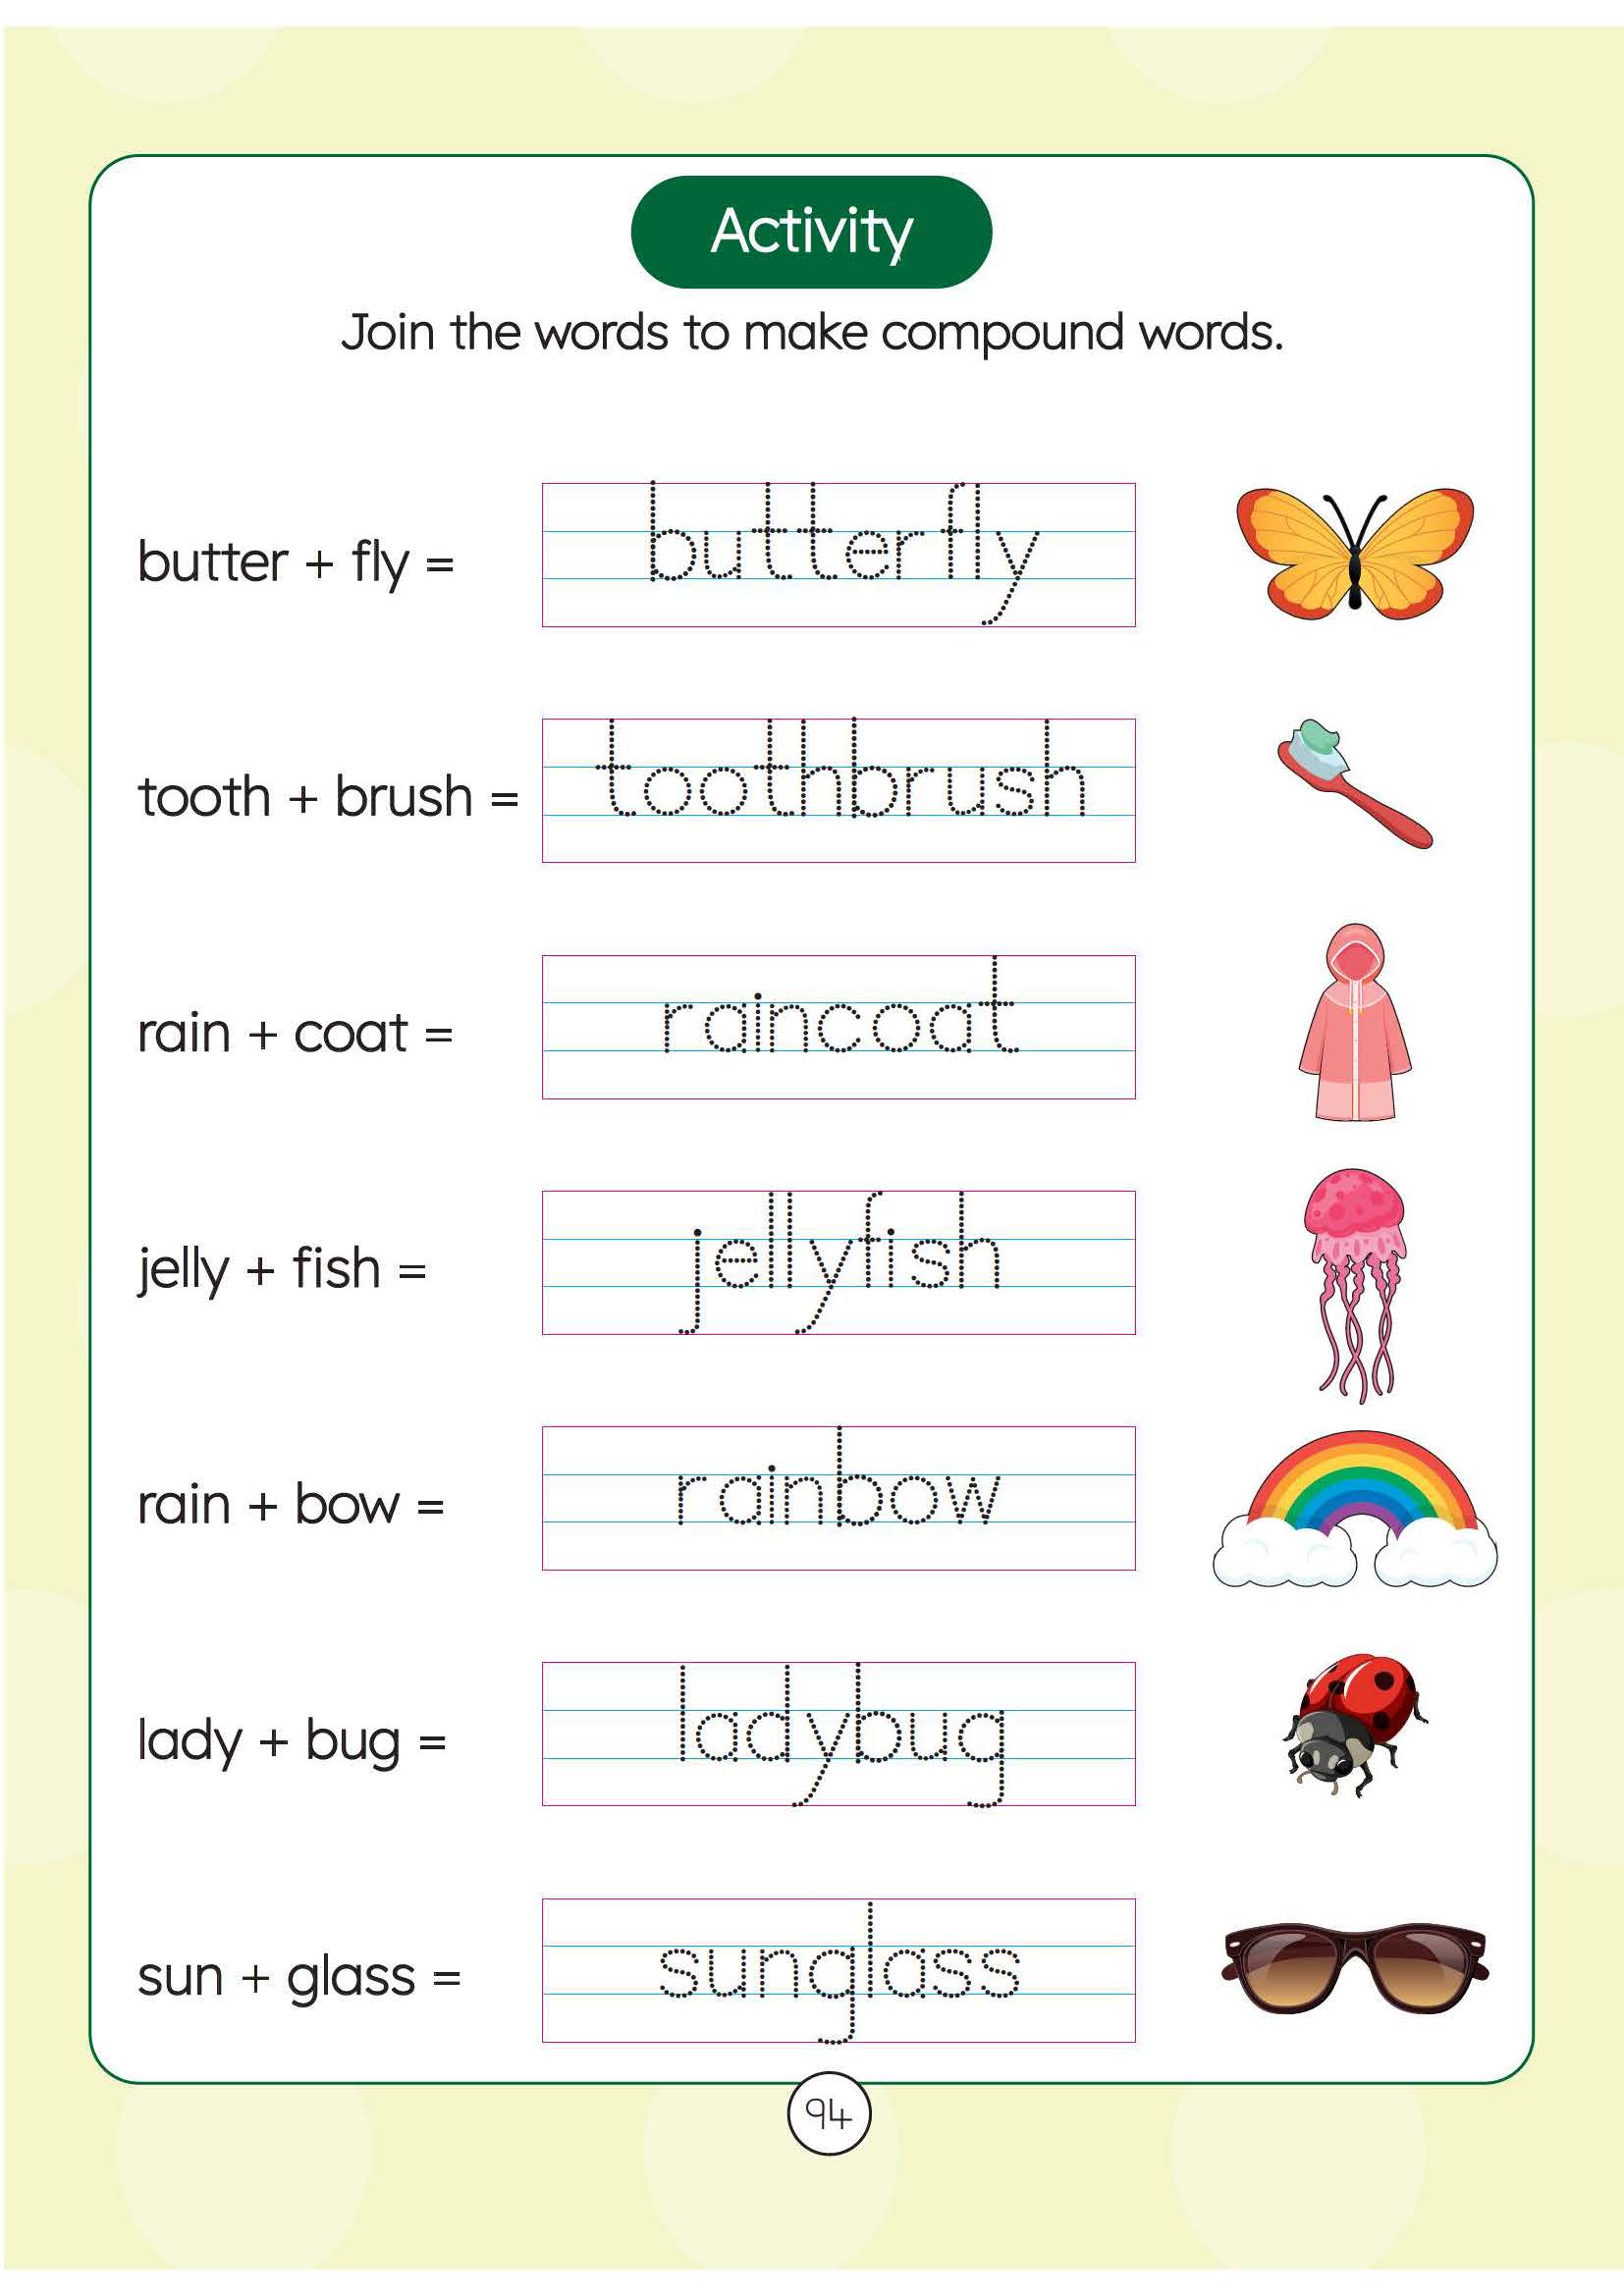 Activity
Join the words to make compound words.
butter + fly = butterfly
tooth + brush = toothbrush
rain + coat = raincoat
jelly + fish = jellyfish
rain + bow = rainbow
lady + bug = ladybug
sun + glass = sunglass
94